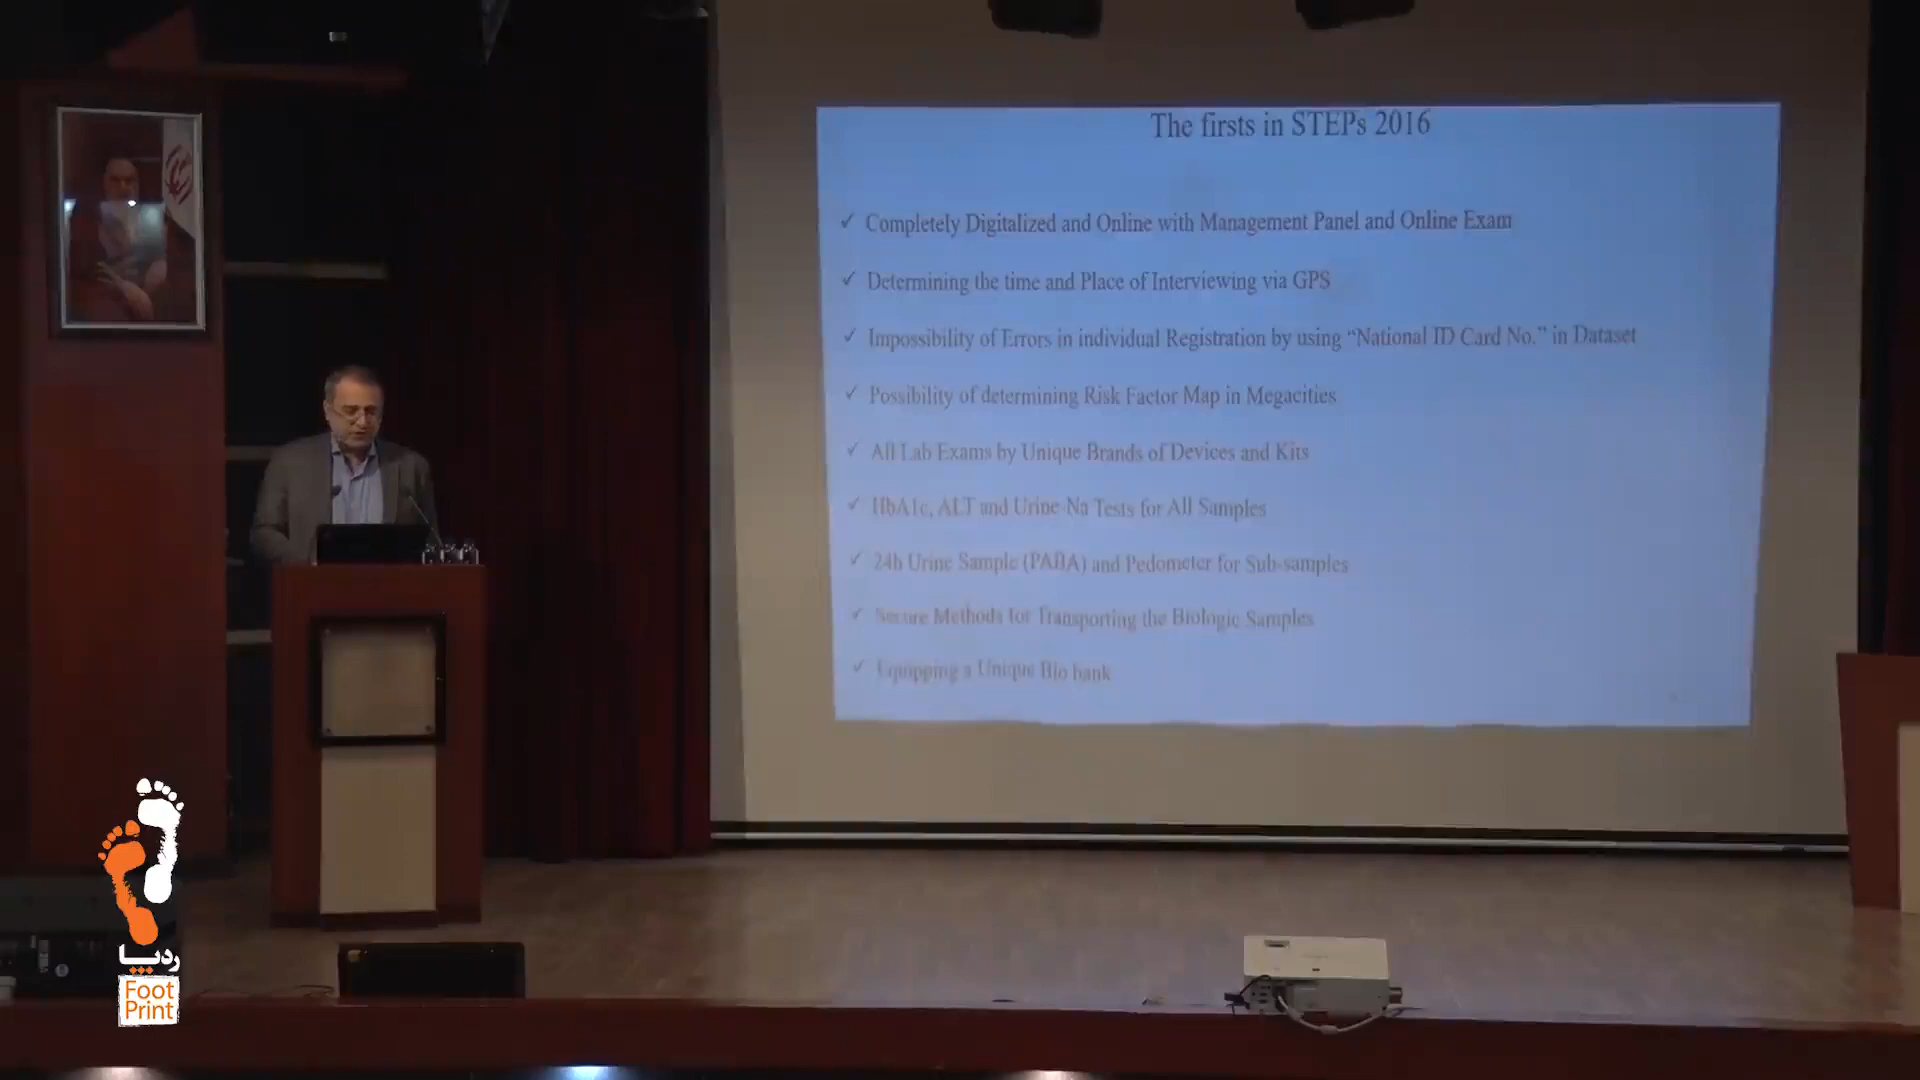 The firsts in STEPs 2016
✓ Completely Digitalized and Online with Management Panel and Online Exam
✓ Determining the time and Place of Interviewing via GPS
✓ Impossibility of Errors in individual Registration by using “National ID Card No.” in Dataset
✓ Possibility of determining Risk Factor Map in Megacities
✓ All Lab Exams by Unique Brands of Devices and Kits
✓ HbA1c, ALT and Urine Na Tests for All Samples
✓ 24h Urine Sample (PABA) and Pedometer for Sub-samples
✓ Secure Methods for Transporting the Biologic Samples
✓ Equipping a Unique Bio bank
ردپا
Foot
Print